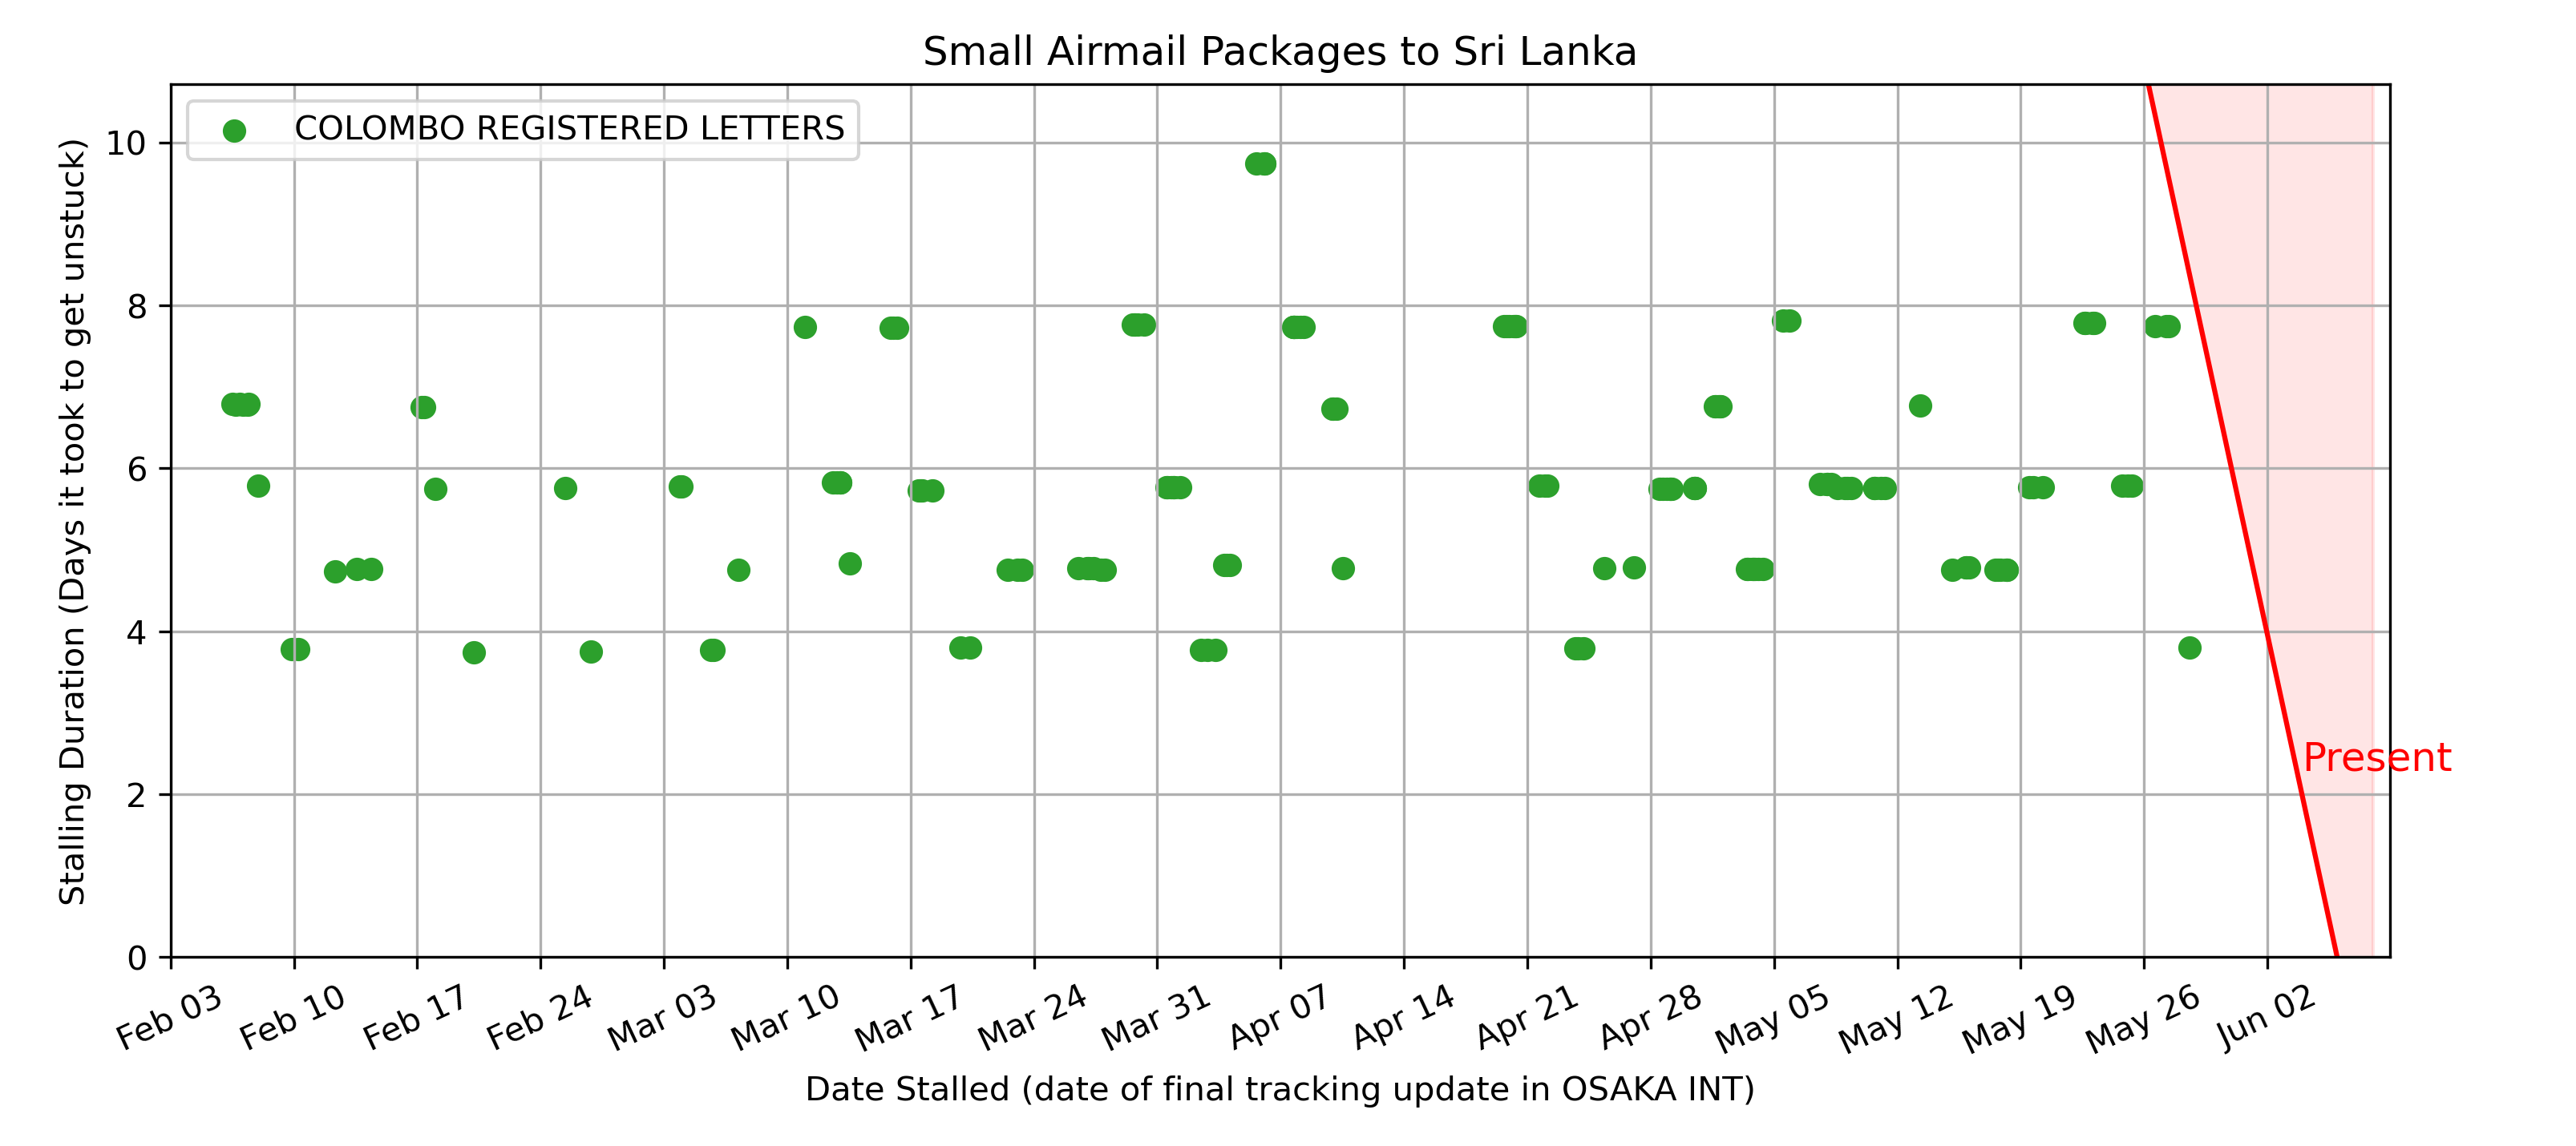 Small Airmail Packages to Sri Lanka
COLOMBO REGISTERED LETTERS
Stalling Duration (Days it took to get unstuck)
10
8
6
4
2
0
Present
Feb 03
Feb 10
Feb 17
Feb 24
Mar 03
Mar 10
Mar 17
Mar 24
Mar 31
Apr 07
Apr 14
Apr 21
Apr 28
May 05
May 12
May 19
May 26
Jun 02
Date Stalled (date of final tracking update in OSAKA INT)